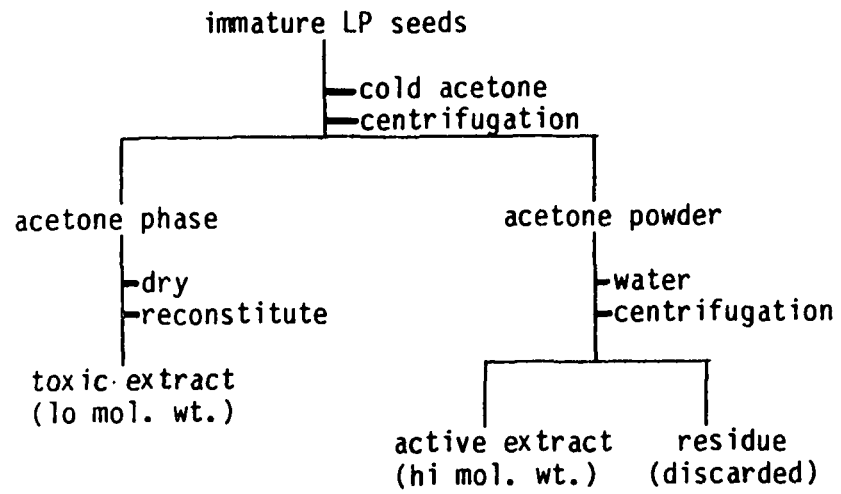 immature LP seeds
cold acetone
centrifugation
acetone phase
acetone powder
dry
reconstitute
water
centrifugation
toxic extract
(lo mol. wt.)
active extract
(hi mol. wt.)
residue
(discarded)